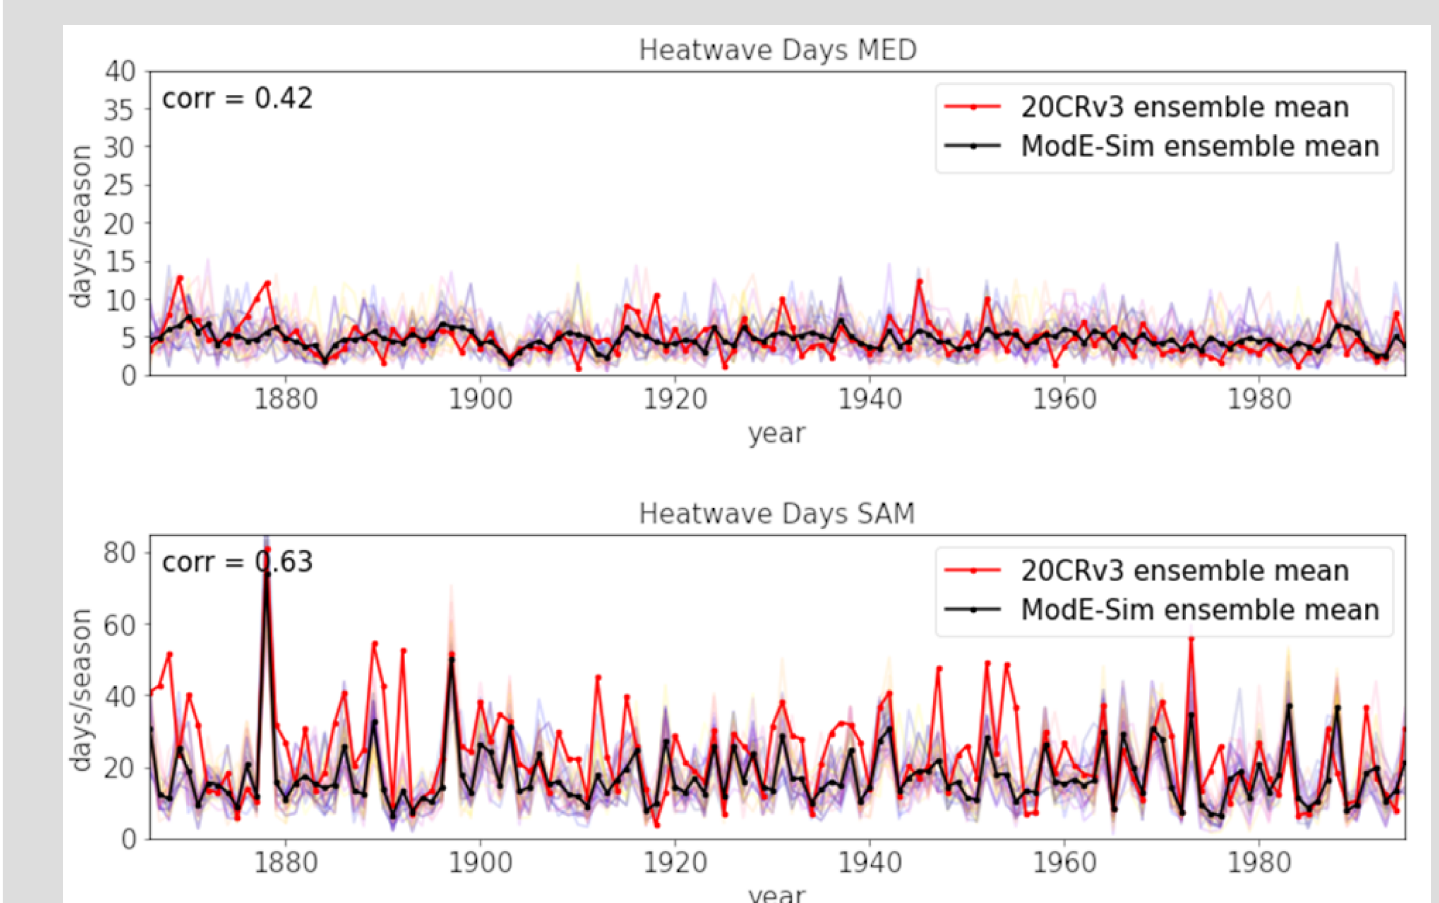 Heatwave Days MED
corr = 0.42
20CRv3 ensemble mean
ModE-Sim ensemble mean
days/season
40
35
30
25
20
15
10
5
0
1880 1900 1920 1940 1960 1980
year
Heatwave Days SAM
corr = 0.63
20CRv3 ensemble mean
ModE-Sim ensemble mean
days/season
80
60
40
20
0
1880 1900 1920 1940 1960 1980
year